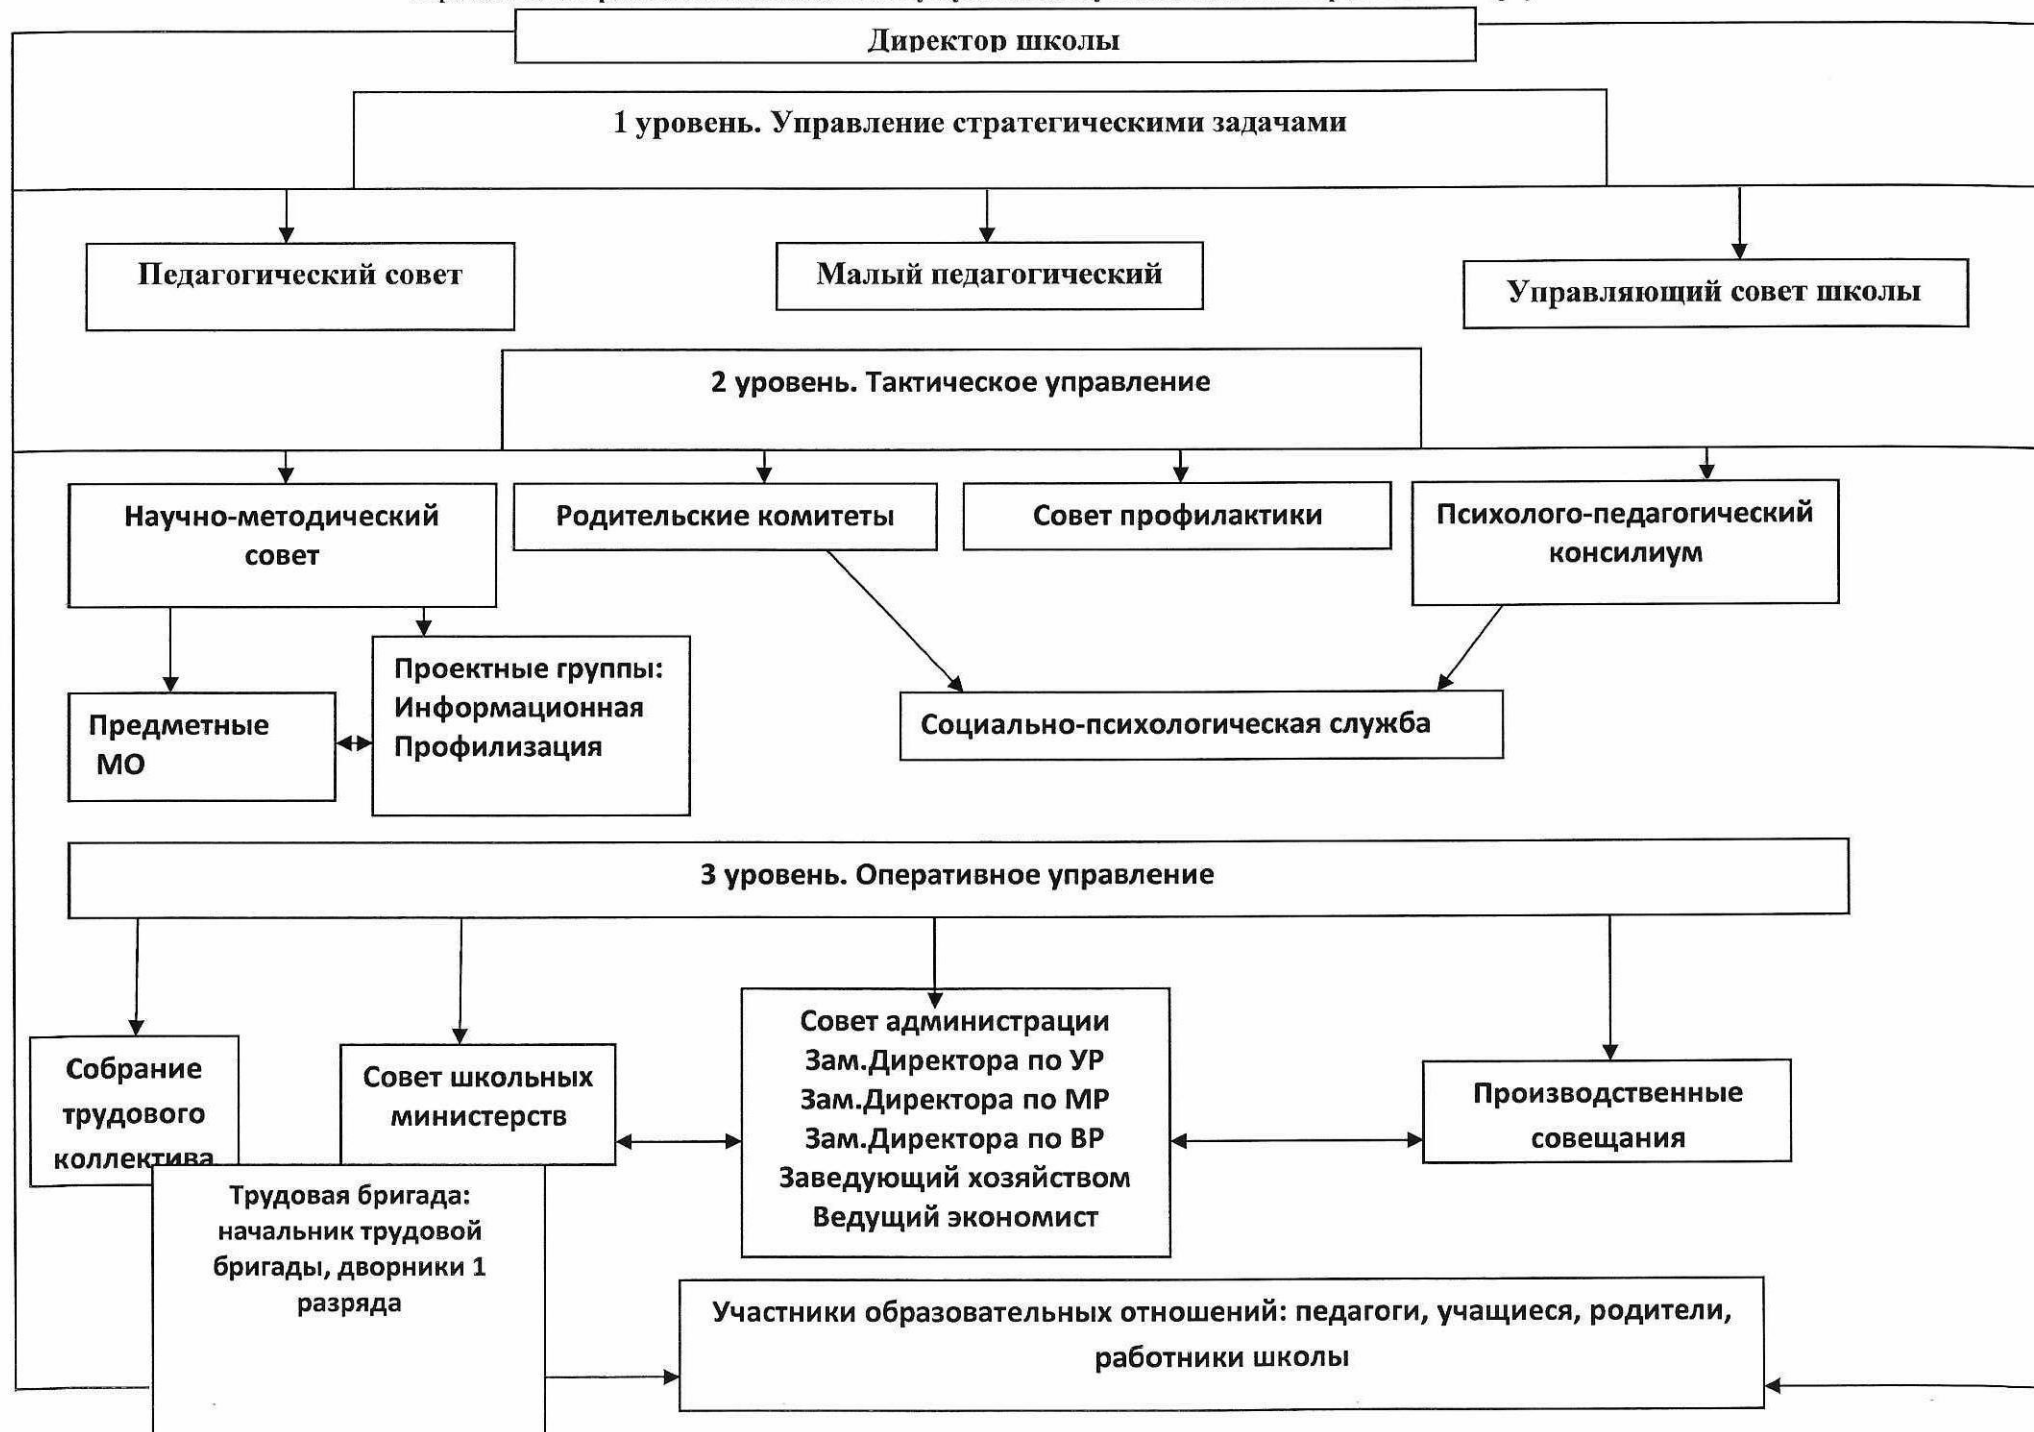 Директор школы
1 уровень. Управление стратегическими задачами
Педагогический совет
Малый педагогический
Управляющий совет школы
2 уровень. Тактическое управление
Научно-методический
совет
Родительские комитеты
Совет профилактики
Психолого-педагогический
консилиум
Проектные группы:
Информационная
Профилизация
Предметные
МО
Социально-психологическая служба
3 уровень. Оперативное управление
Собрание
трудового
коллектива
Совет школьных
министерств
Совет администрации
Зам.Директора по УР
Зам.Директора по МР
Зам.Директора по ВР
Заведующий хозяйством
Ведущий экономист
Производственные
совещания
Трудовая бригада:
начальник трудовой
бригады, дворники 1
разряда
Участники образовательных отношений: педагоги, учащиеся, родители,
работники школы